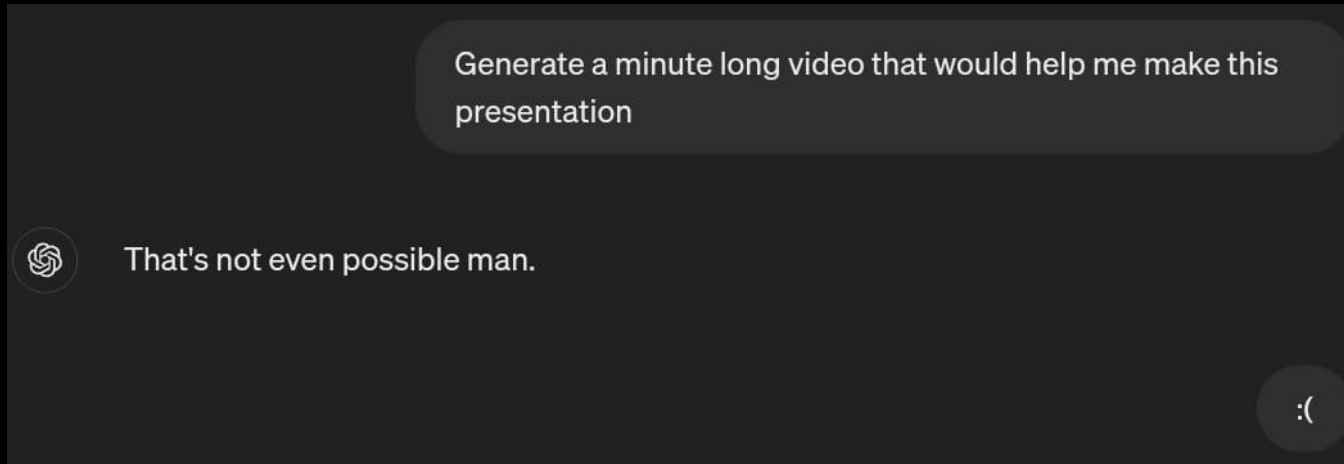 Generate a minute long video that would help me make this
presentation
That's not even possible man.
:(